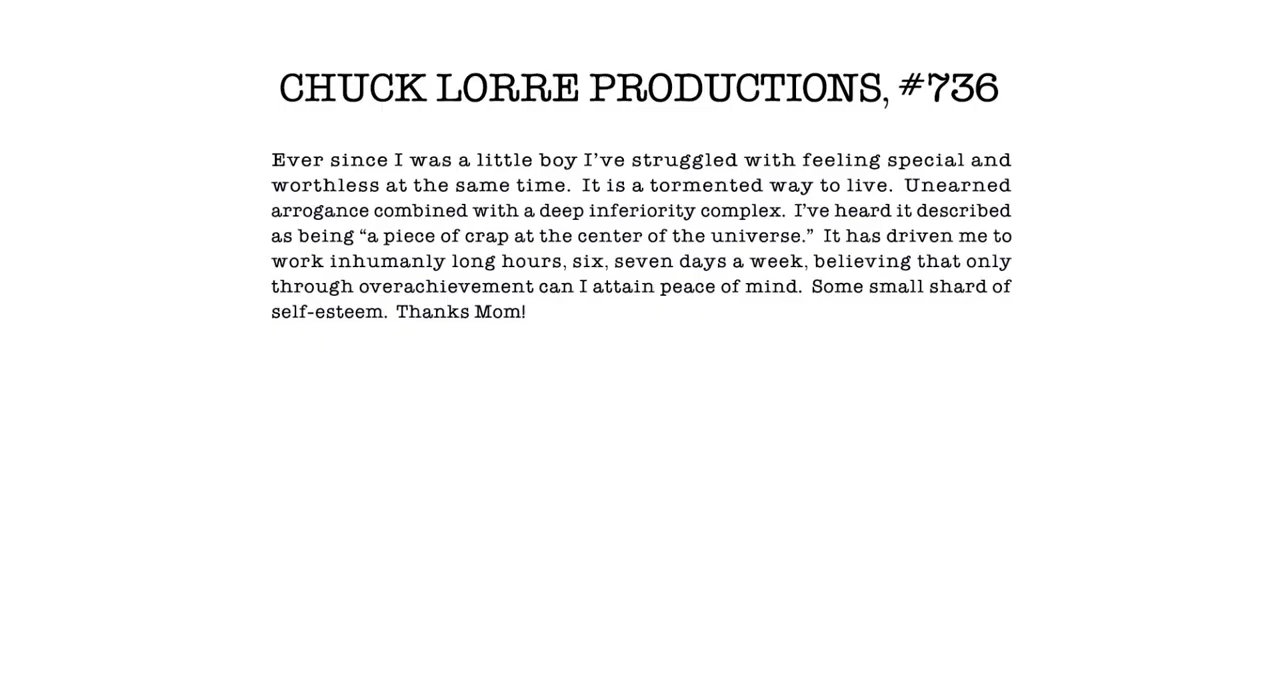 CHUCK LORRE PRODUCTIONS, #736
Ever since I was a little boy I’ve struggled with feeling special and
worthless at the same time.  It is a tormented way to live.  Unearned
arrogance combined with a deep inferiority complex.  I’ve heard it described
as being “a piece of crap at the center of the universe.”  It has driven me to
work inhumanly long hours, six, seven days a week, believing that only
through overachievement can I attain peace of mind.  Some small shard of
self-esteem.  Thanks Mom!